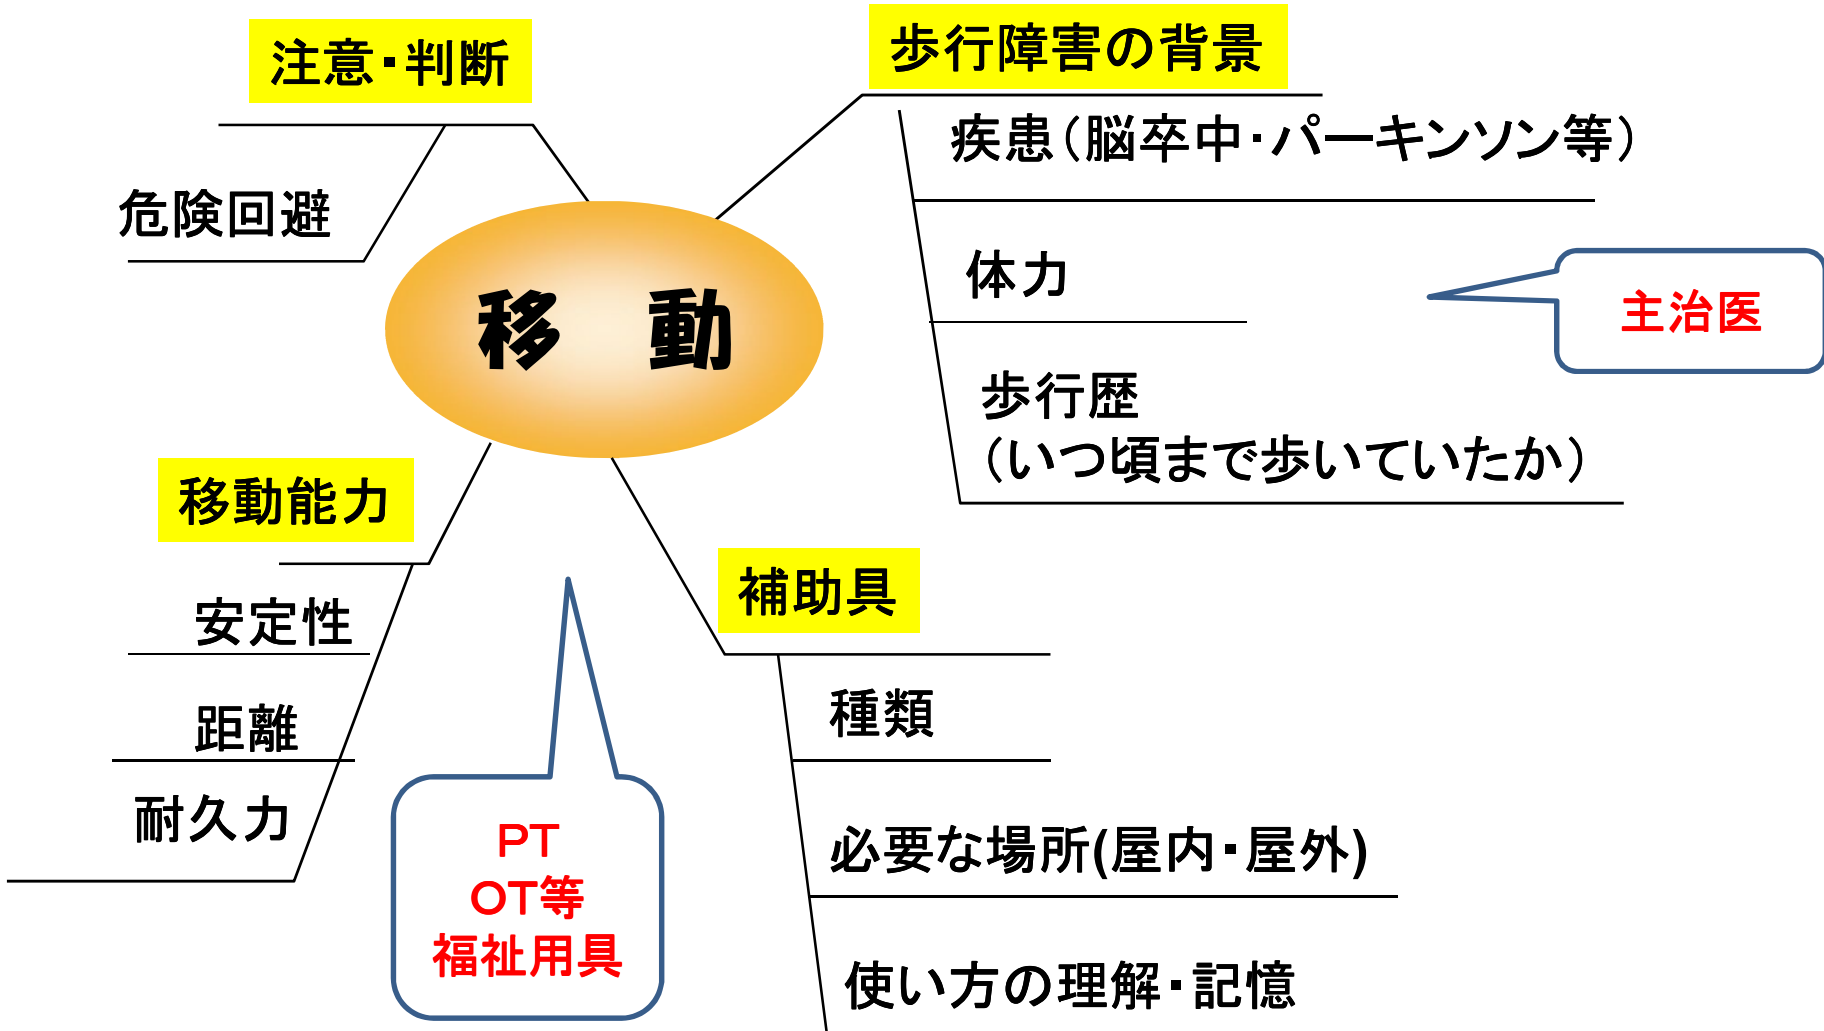 注意・判断
危険回避
歩行障害の背景
疾患（脳卒中・パーキンソン等）
体力
歩行歴
（いつ頃まで歩いていたか）
主治医
移　動
移動能力
安定性
距離
耐久力
PT
OT等
福祉用具
補助具
種類
必要な場所(屋内・屋外)
使い方の理解・記憶